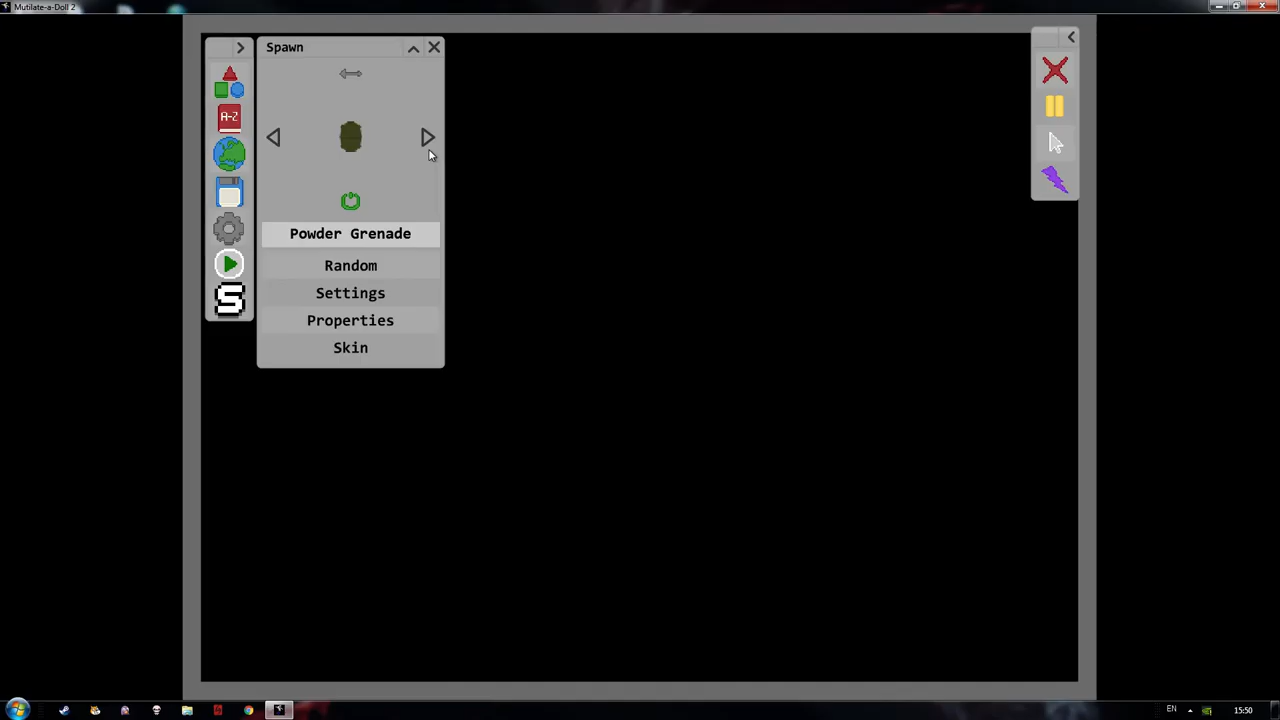 Mutilate-a-Doll 2
Spawn
A-Z
Powder Grenade
Random
Settings
Properties
Skin
S
EN
15:50